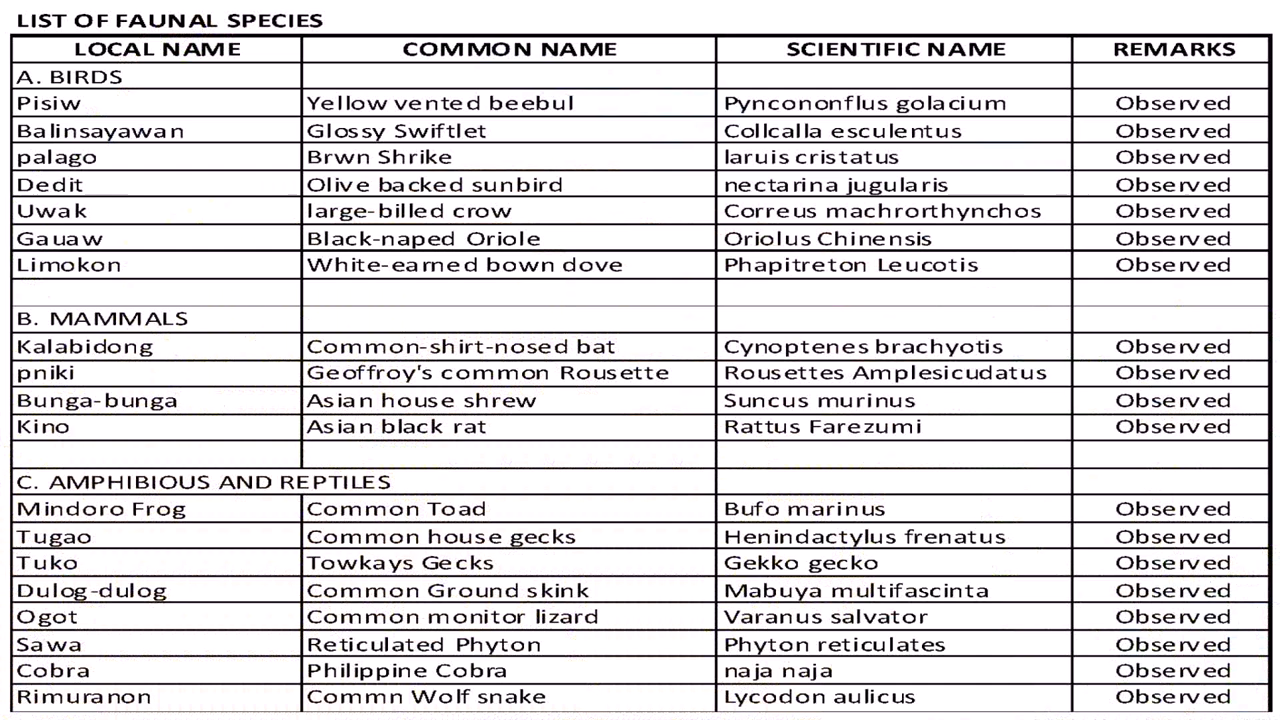 LIST OF FAUNAL SPECIES
LOCAL NAME COMMON NAME SCIENTIFIC NAME REMARKS
A. BIRDS
Pisiw Yellow vented beebul Pynconflus golacium Observed
Balinsayawan Glossy Swiftlet Collcalla esculentus Observed
palago Brwn Shrike laruis cristatus Observed
Dedit Olive backed sunbird nectarina jugularis Observed
Uwak large-billed crow Correus machrorthynchos Observed
Gauaw Black-naped Oriole Oriolus Chinensis Observed
Limokon White-earned bown dove Phapitreton Leucotis Observed
B. MAMMALS
Kalabidong Common-shirt-nosed bat Cynoptenes brachyotis Observed
pniki Geoffroy's common Rousette Rousettes Amplesicudatus Observed
Bunga-bunga Asian house shrew Suncus murinus Observed
Kino Asian black rat Rattus Farezumi Observed
C. AMPHIBIOUS AND REPTILES
Mindoro Frog Common Toad Bufo marinus Observed
Tugao Common house gecks Henindactylus frenatus Observed
Tuko Towkays Gecks Gekko gecko Observed
Dulog-dulog Common Ground skink Mabuya multifascinta Observed
Ogot Common monitor lizard Varanus salvator Observed
Sawa Reticulated Phyton Phyton reticulates Observed
Cobra Philippine Cobra naja naja Observed
Rimuranon Commn Wolf snake Lycodon aulicus Observed